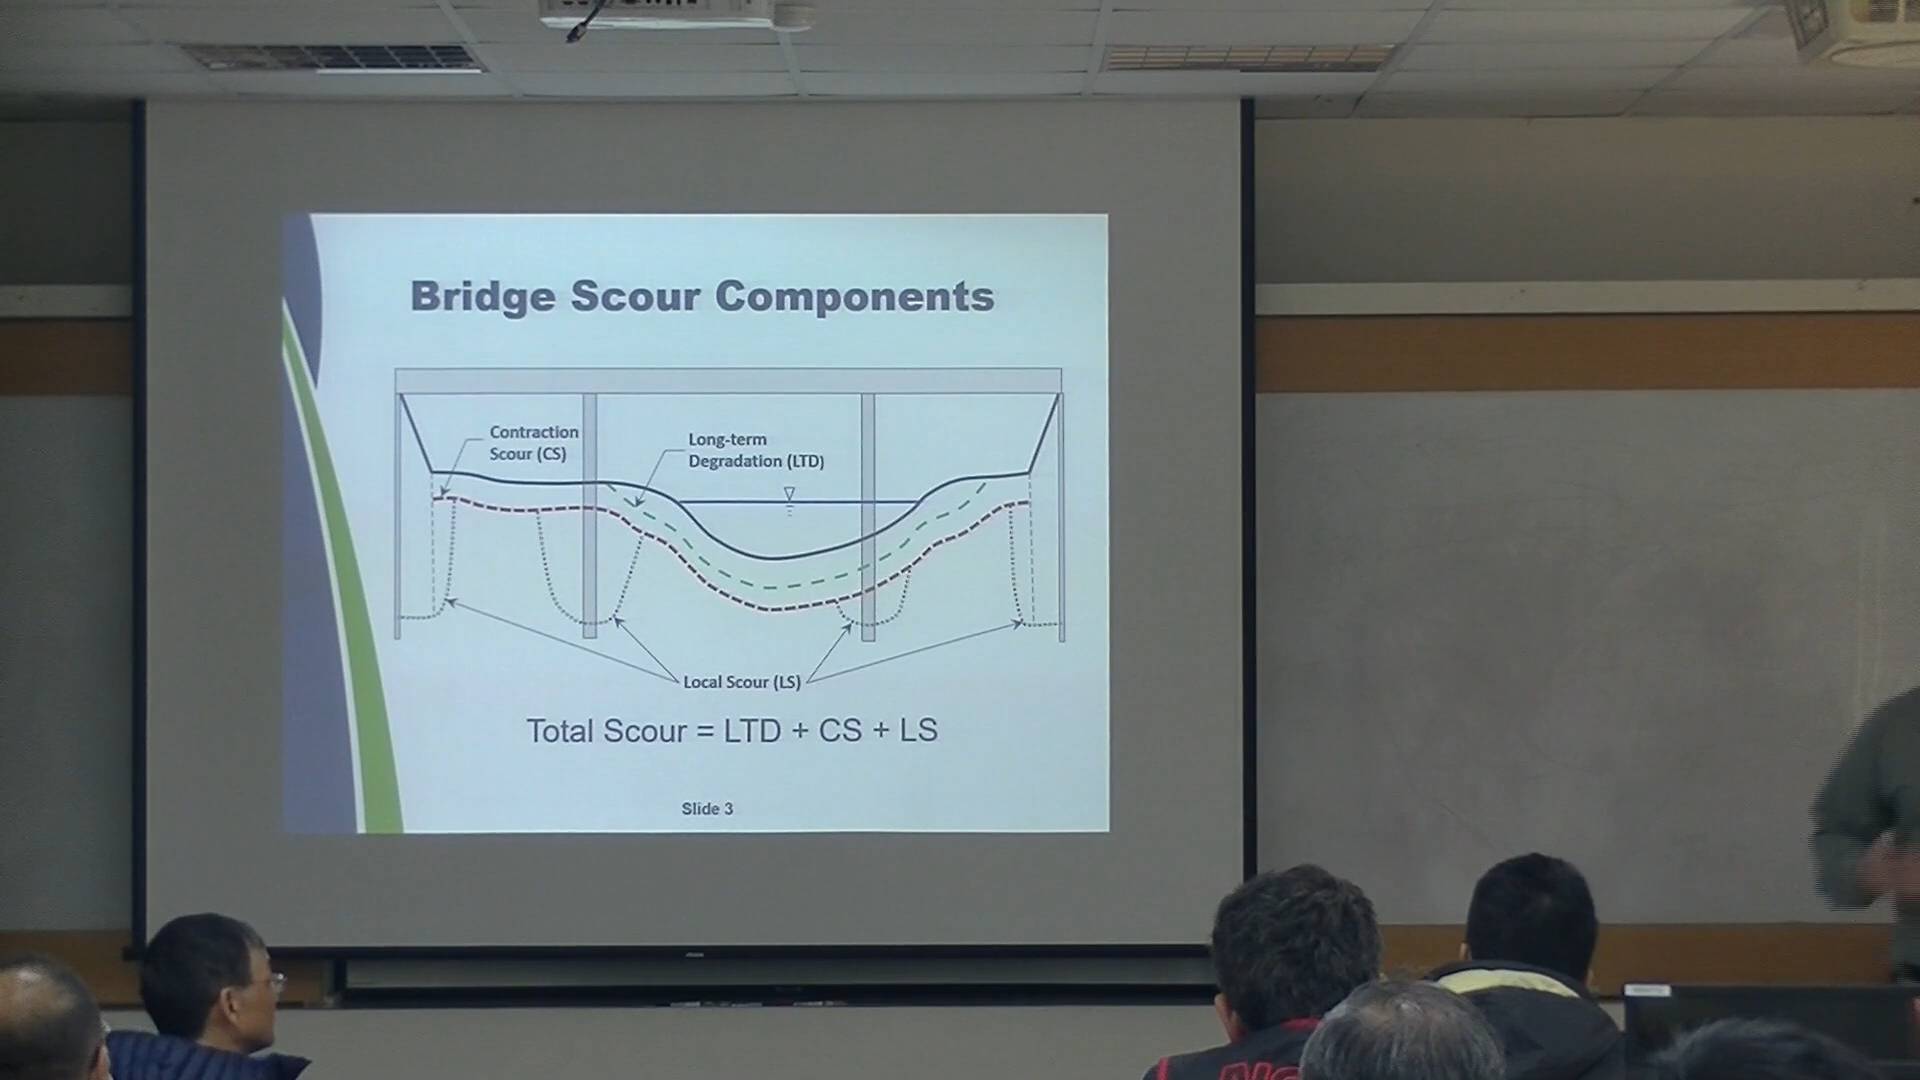 Bridge Scour Components
Contraction
Scour (CS)
Long-term
Degradation (LTD)
Local Scour (LS)
Total Scour = LTD + CS + LS
Slide 3